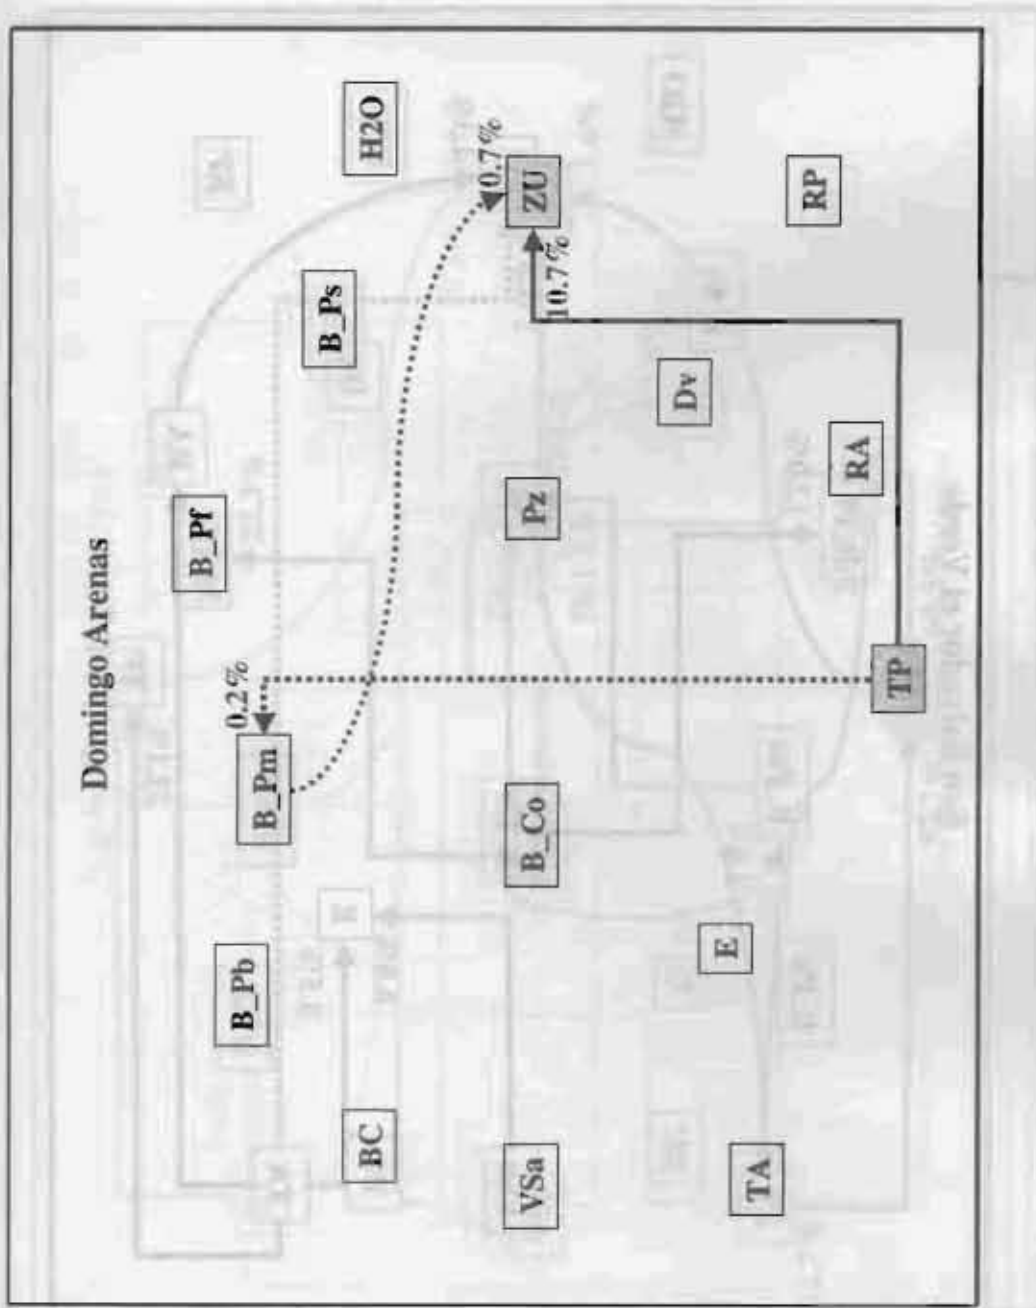 Domingo Arenas
B_Pf
B_Pb
0.2%
B_Pm
B_Ps
BC
H2O
0.7%
VSa
B_Co
Pz
ZU
10.7%
Dv
E
TA
RP
RA
TP